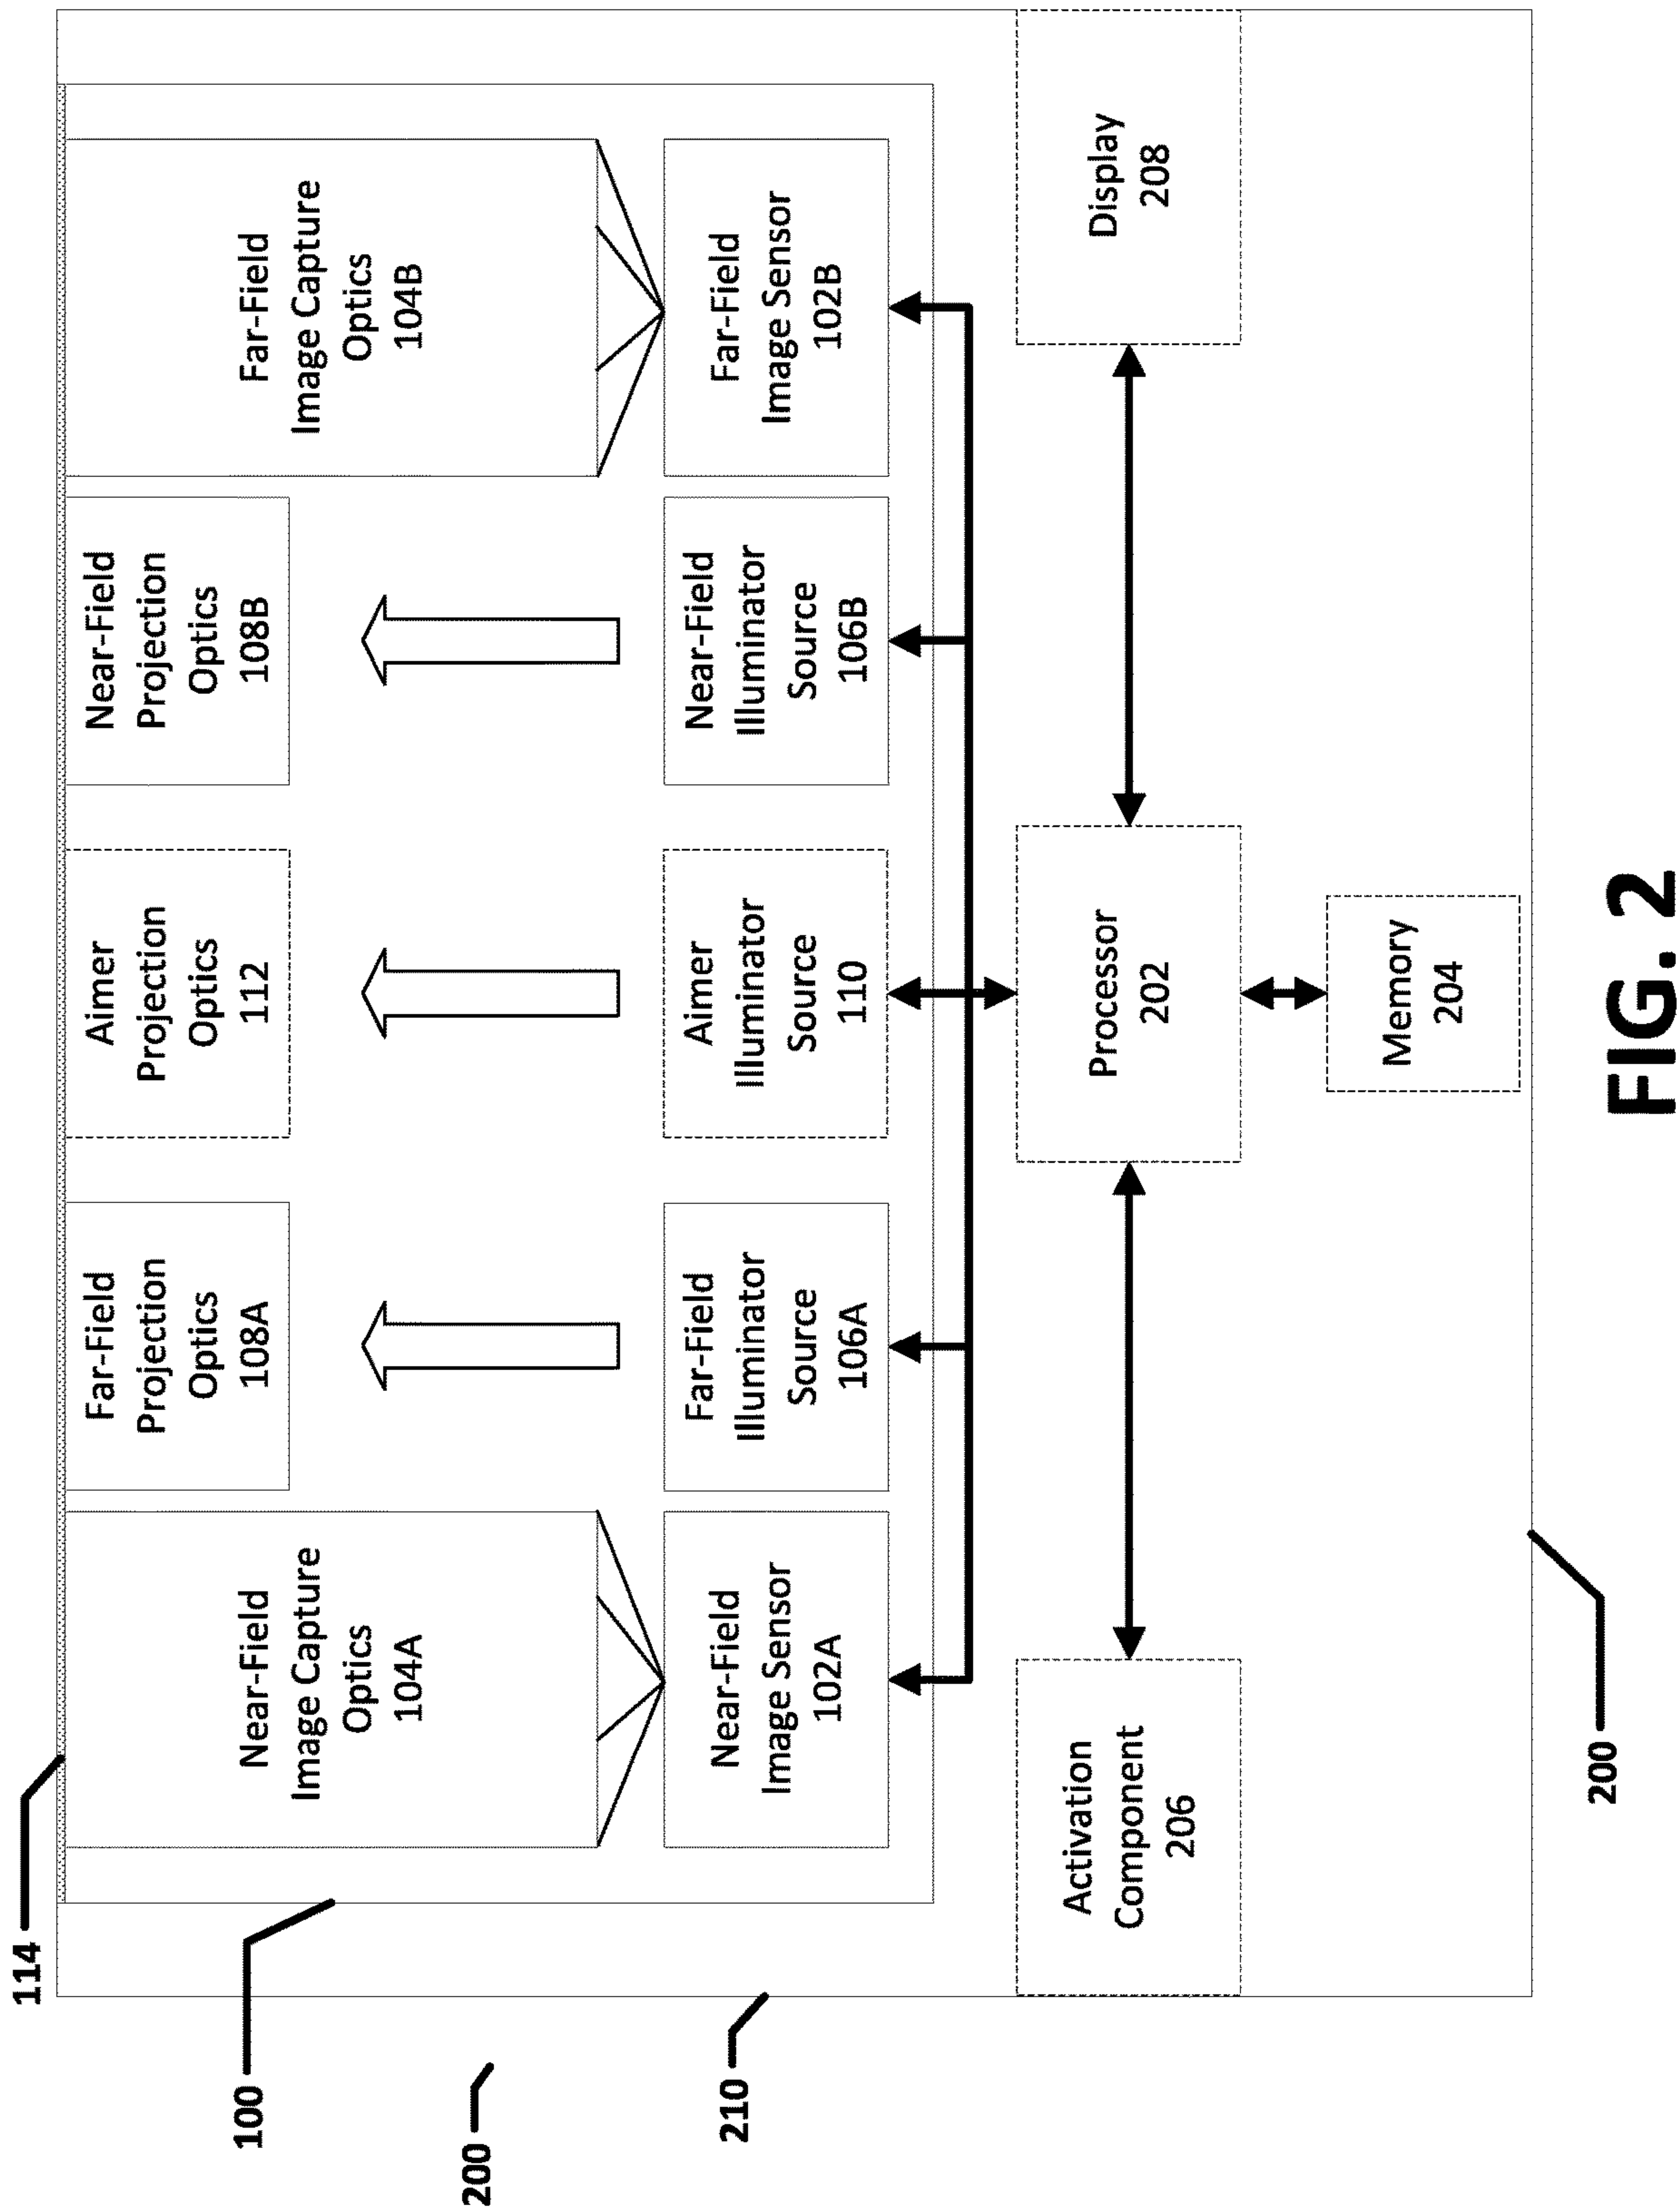 114
100
200
210
Near-Field
Image Capture
Optics
104A
Far-Field
Projection
Optics
108A
Aimer
Projection
Optics
112
Near-Field
Projection
Optics
108B
Far-Field
Image Capture
Optics
104B
Near-Field
Image Sensor
102A
Far-Field
Illuminator
Source
106A
Aimer
Illuminator
Source
110
Near-Field
Illuminator
Source
106B
Far-Field
Image Sensor
102B
Activation
Component
206
Processor
202
Display
208
Memory
204
200
FIG. 2